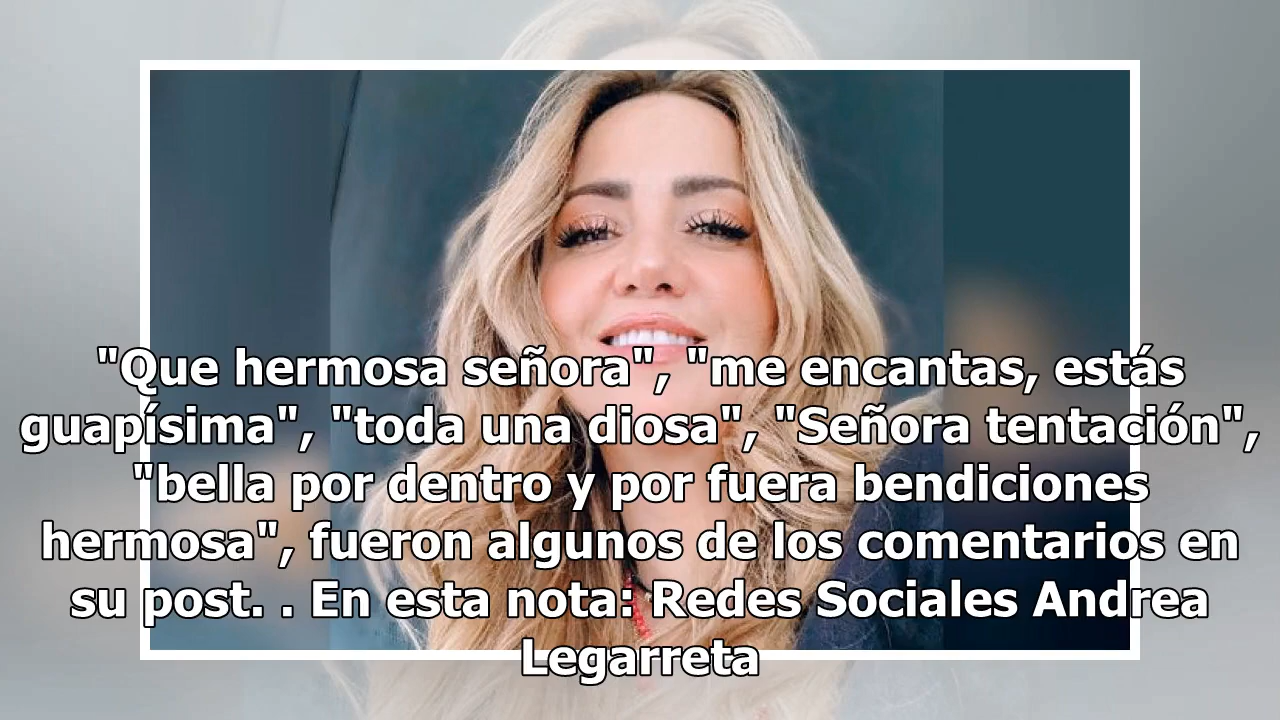 "Que hermosa señora", "me encantas, estás
guapísima", "toda una diosa", "Señora tentación",
"bella por dentro y por fuera bendiciones
hermosa", fueron algunos de los comentarios en
su post. . En esta nota: Redes Sociales Andrea
Legarreta